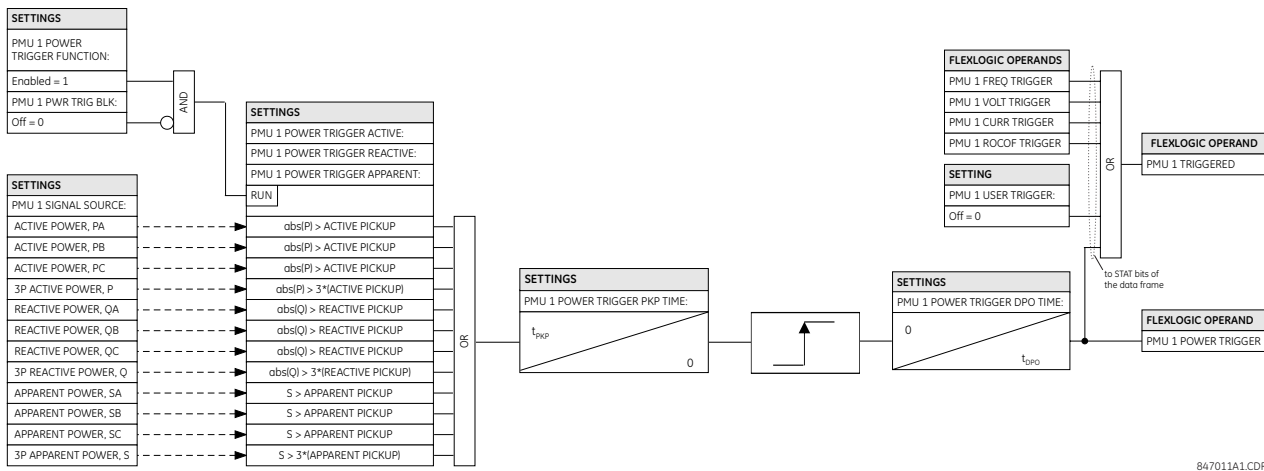 SETTINGS
PMU 1 POWER
TRIGGER FUNCTION:
Enabled = 1
PMU 1 PWR TRIG BLK:
Off = 0
AND
SETTINGS
PMU 1 SIGNAL SOURCE:
ACTIVE POWER, PA
ACTIVE POWER, PB
ACTIVE POWER, PC
3P ACTIVE POWER, P
REACTIVE POWER, QA
REACTIVE POWER, QB
REACTIVE POWER, QC
3P REACTIVE POWER, Q
APPARENT POWER, SA
APPARENT POWER, SB
APPARENT POWER, SC
3P APPARENT POWER, S
SETTINGS
PMU 1 POWER TRIGGER ACTIVE:
PMU 1 POWER TRIGGER REACTIVE:
PMU 1 POWER TRIGGER APPARENT:
RUN
abs(P) > ACTIVE PICKUP
abs(P) > ACTIVE PICKUP
abs(P) > ACTIVE PICKUP
abs(P) > 3*(ACTIVE PICKUP)
abs(Q) > REACTIVE PICKUP
abs(Q) > REACTIVE PICKUP
abs(Q) > REACTIVE PICKUP
abs(Q) > 3*(REACTIVE PICKUP)
S > APPARENT PICKUP
S > APPARENT PICKUP
S > APPARENT PICKUP
S > 3*(APPARENT PICKUP)
OR
SETTINGS
PMU 1 POWER TRIGGER PKP TIME:
tPKP
0
SETTINGS
PMU 1 POWER TRIGGER DPO TIME:
0
tDPO
FLEXLOGIC OPERANDS
PMU 1 FREQ TRIGGER
PMU 1 VOLT TRIGGER
PMU 1 CURR TRIGGER
PMU 1 ROCOF TRIGGER
SETTING
PMU 1 USER TRIGGER:
Off = 0
OR
to STAT bits of
the data frame
FLEXLOGIC OPERAND
PMU 1 TRIGGERED
FLEXLOGIC OPERAND
PMU 1 POWER TRIGGER
847011A1.CDR